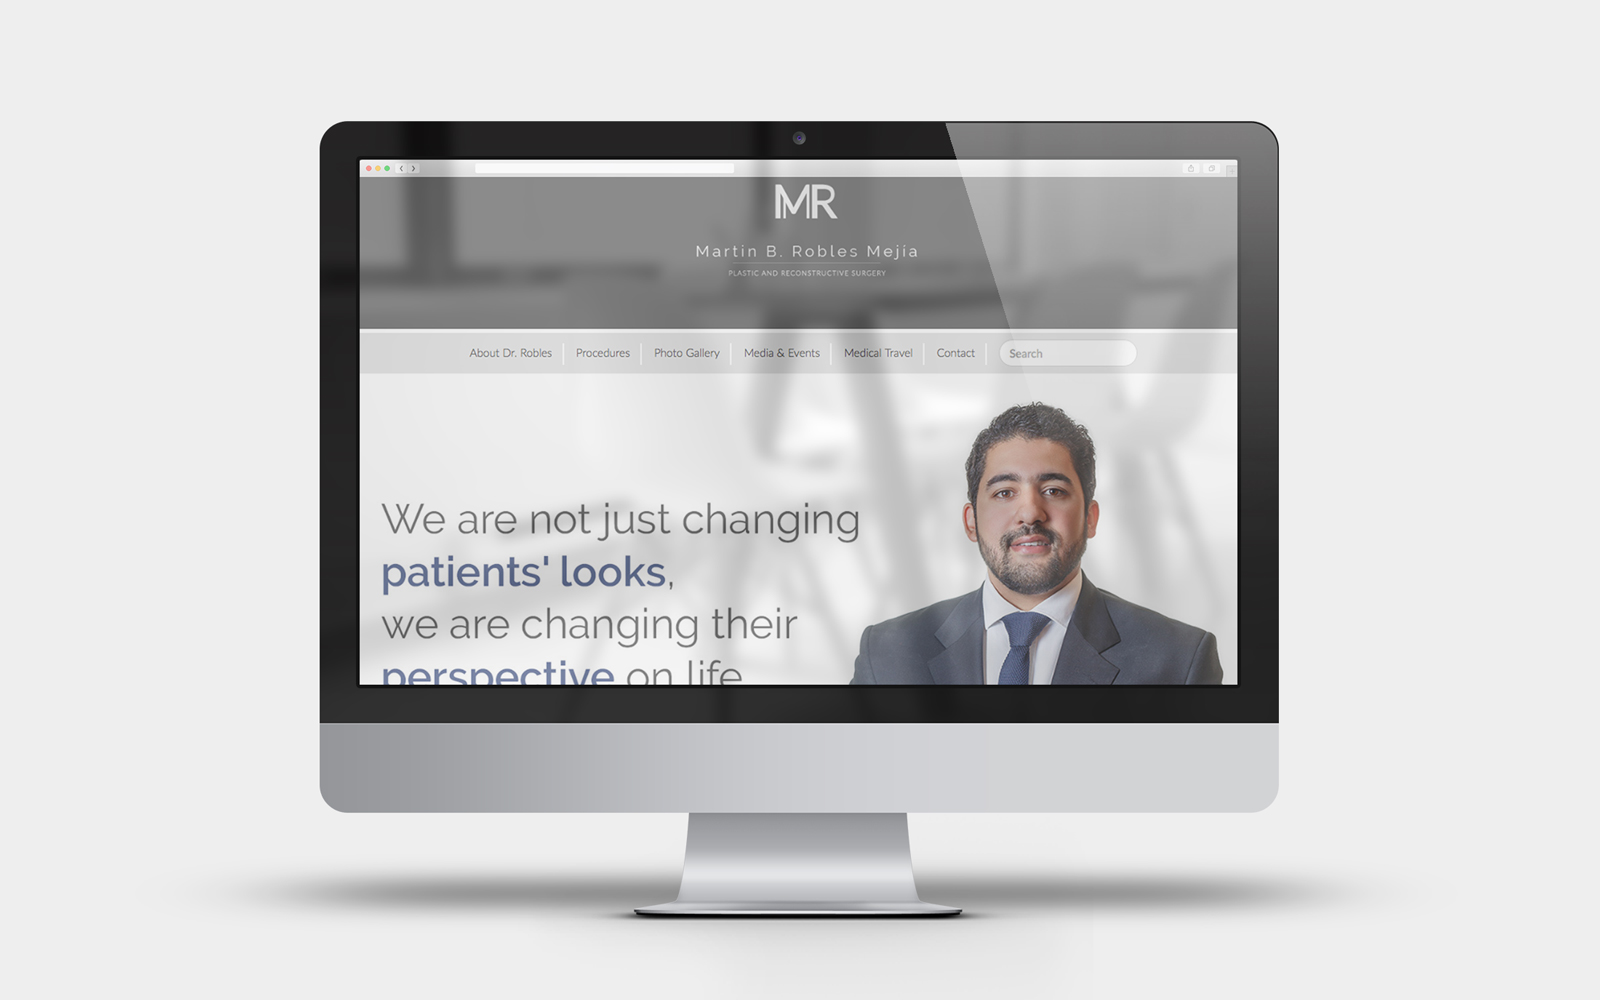 MR
Martin B. Robles Mejía
PLASTIC AND RECONSTRUCTIVE SURGERY
About Dr. Robles
Procedures
Photo Gallery
Media & Events
Medical Travel
Contact
Search
We are not just changing
patients' looks,
we are changing their
perspective on life